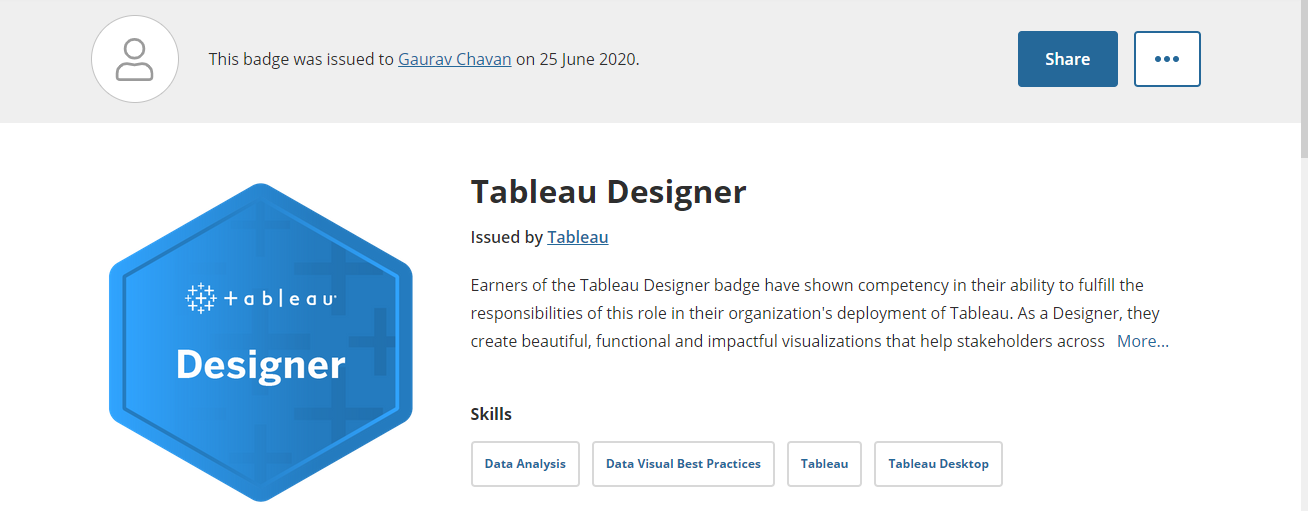 This badge was issued to Gaurav Chavan on 25 June 2020.
Share
•••
Tableau Designer
Issued by Tableau
Earners of the Tableau Designer badge have shown competency in their ability to fulfill the
responsibilities of this role in their organization's deployment of Tableau. As a Designer, they
create beautiful, functional and impactful visualizations that help stakeholders across More...
tableau
Designer
Skills
Data Analysis
Data Visual Best Practices
Tableau
Tableau Desktop